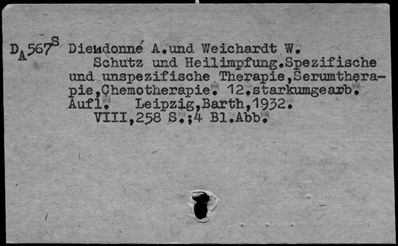 DA567S Dieudonné A.und Weichardt W.
Schutz und Heilimpfung.Spezifische
und unspezifische Therapie,Serumthera-
pie,Chemotherapie. 12.starkumgearb.
Aufl. Leipzig,Barth,1932.
VIII,258 S.;4 Bl.Abb.